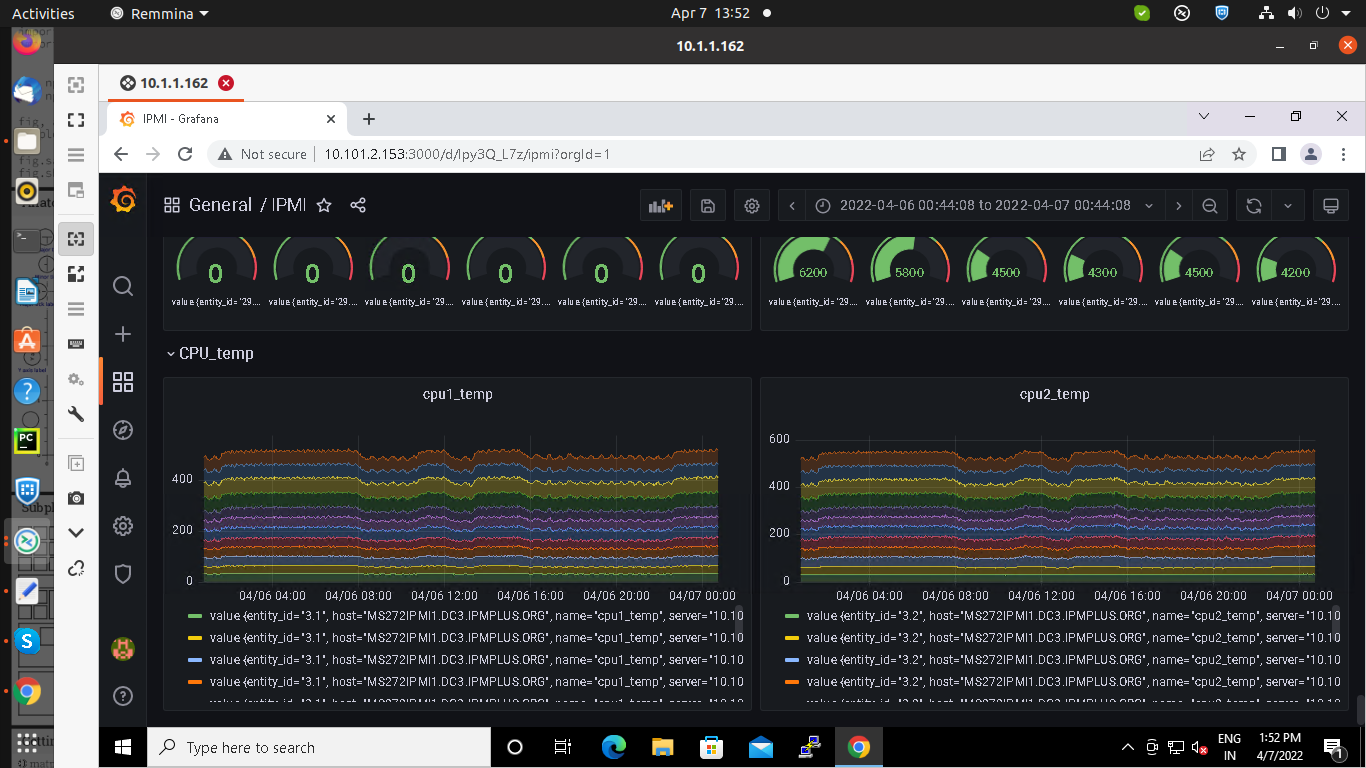 Activities
Remmina
Apr 7 13:52
10.1.1.162
10.1.1.162
IPMI - Grafana
Not secure
10.101.2.153:3000/d/lpy3Q_L7z/ipmi?orgId=1
General / IPMI
2022-04-06 00:44:08 to 2022-04-07 00:44:08
0 0 0 0 0 0
6200 5800 4500 4300 4500 4200
value {entity_id="29.... value {entity_id="29.... value {entity_id="29.... value {entity_id="29.... value {entity_id="29.... value {entity_id="29....
value {entity_id="29.... value {entity_id="29.... value {entity_id="29.... value {entity_id="29.... value {entity_id="29.... value {entity_id="29....
CPU_temp
cpu1_temp
400
200
0
04/06 04:00 04/06 08:00 04/06 12:00 04/06 16:00 04/06 20:00 04/07 00:00
value {entity_id="3.1", host="MS272IPMI1.DC3.IPMPLUS.ORG", name="cpu1_temp", server="10.10
value {entity_id="3.1", host="MS272IPMI1.DC3.IPMPLUS.ORG", name="cpu1_temp", server="10.10
value {entity_id="3.1", host="MS272IPMI1.DC3.IPMPLUS.ORG", name="cpu1_temp", server="10.10
value {entity_id="3.1", host="MS272IPMI1.DC3.IPMPLUS.ORG", name="cpu1_temp", server="10.10
cpu2_temp
600
400
200
0
04/06 04:00 04/06 08:00 04/06 12:00 04/06 16:00 04/06 20:00 04/07 00:00
value {entity_id="3.2", host="MS272IPMI1.DC3.IPMPLUS.ORG", name="cpu2_temp", server="10.10
value {entity_id="3.2", host="MS272IPMI1.DC3.IPMPLUS.ORG", name="cpu2_temp", server="10.10
value {entity_id="3.2", host="MS272IPMI1.DC3.IPMPLUS.ORG", name="cpu2_temp", server="10.10
value {entity_id="3.2", host="MS272IPMI1.DC3.IPMPLUS.ORG", name="cpu2_temp", server="10.10
PC
Subpl
Type here to search
ENG
IN
1:52 PM
4/7/2022
1